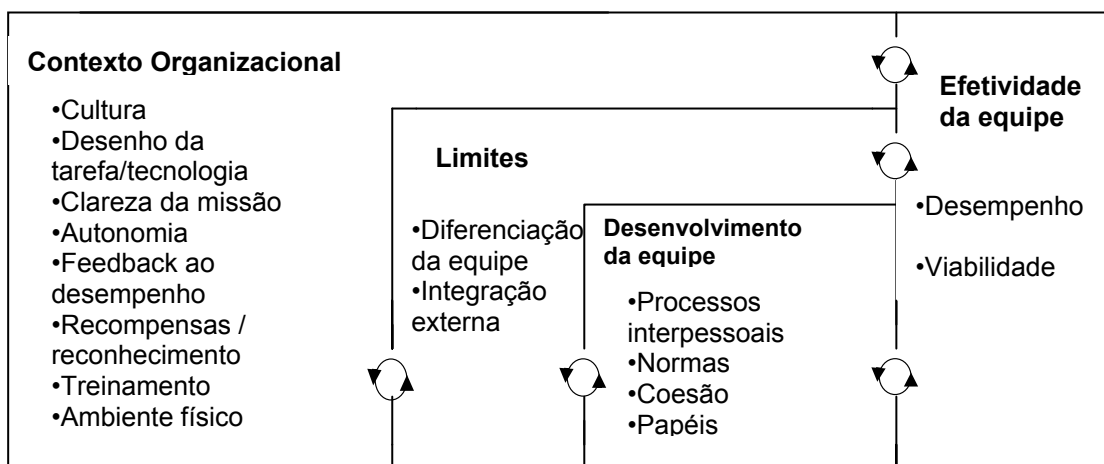 Contexto Organizacional
•Cultura
•Desenho da
tarefa/tecnologia
•Clareza da missão
•Autonomia
•Feedback ao
desempenho
•Recompensas /
reconhecimento
•Treinamento
•Ambiente físico
Limites
•Diferenciação
da equipe
•Integração
externa
Desenvolvimento
da equipe
•Processos
interpessoais
•Normas
•Coesão
•Papéis
Efetividade
da equipe
•Desempenho
•Viabilidade